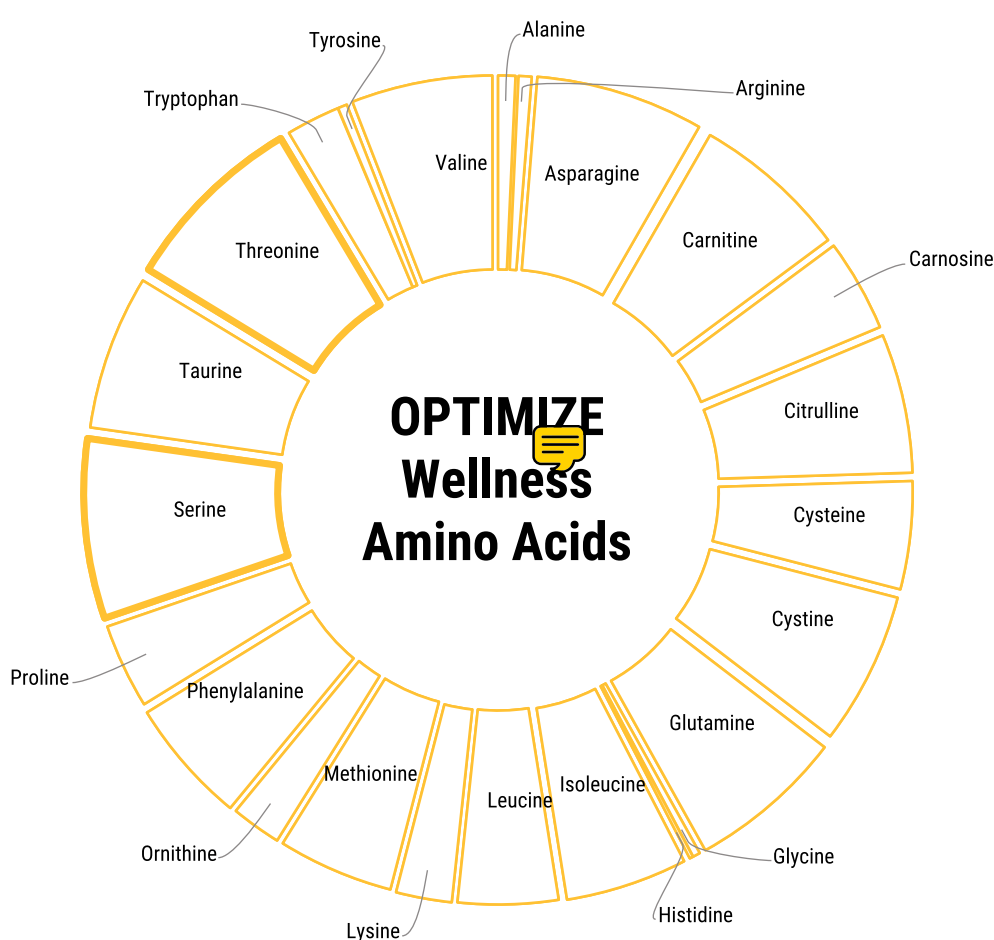 OPTIMIZE
Wellness
Amino Acids
Alanine
Arginine
Asparagine
Carnitine
Carnosine
Citrulline
Cysteine
Cystine
Glutamine
Glycine
Histidine
Isoleucine
Leucine
Lysine
Methionine
Ornithine
Phenylalanine
Proline
Serine
Taurine
Threonine
Tryptophan
Tyrosine
Valine